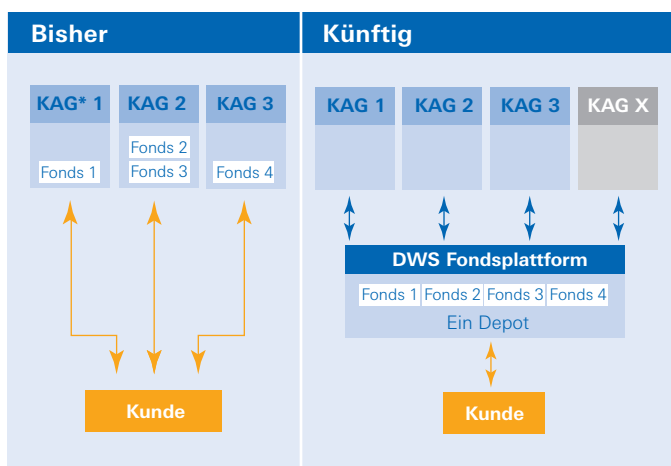 Bisher
KAG* 1 KAG 2 KAG 3
Fonds 2
Fonds 1 Fonds 3 Fonds 4
Kunde
Künftig
KAG 1 KAG 2 KAG 3 KAG X
DWS Fondsplattform
Fonds 1 Fonds 2 Fonds 3 Fonds 4
Ein Depot
Kunde